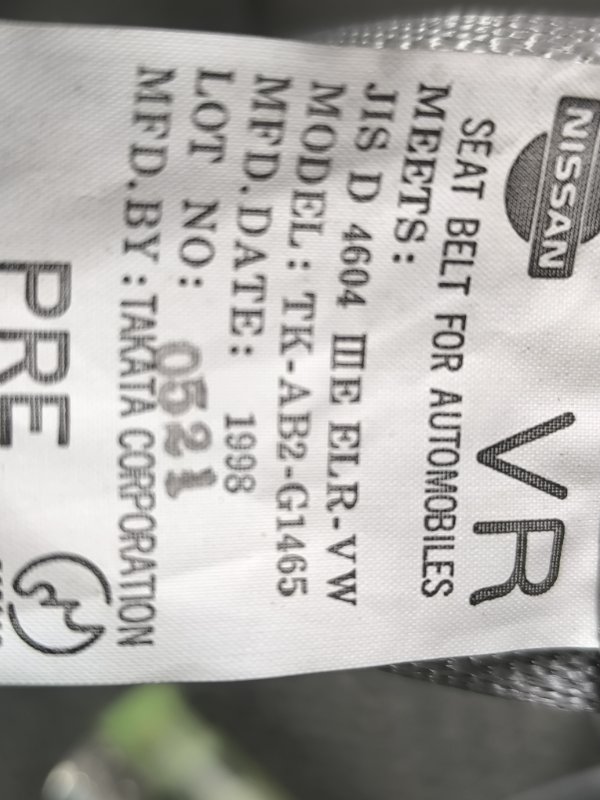 NISSAN
VR
SEAT BELT FOR AUTOMOBILES
MEETS:
JIS D 4604 ⅢE ELR-VW
MODEL: TK-AB2-G1465
MFD.DATE: 1998
LOT NO: 0521
MFD.BY: TAKATA CORPORATION
PRE